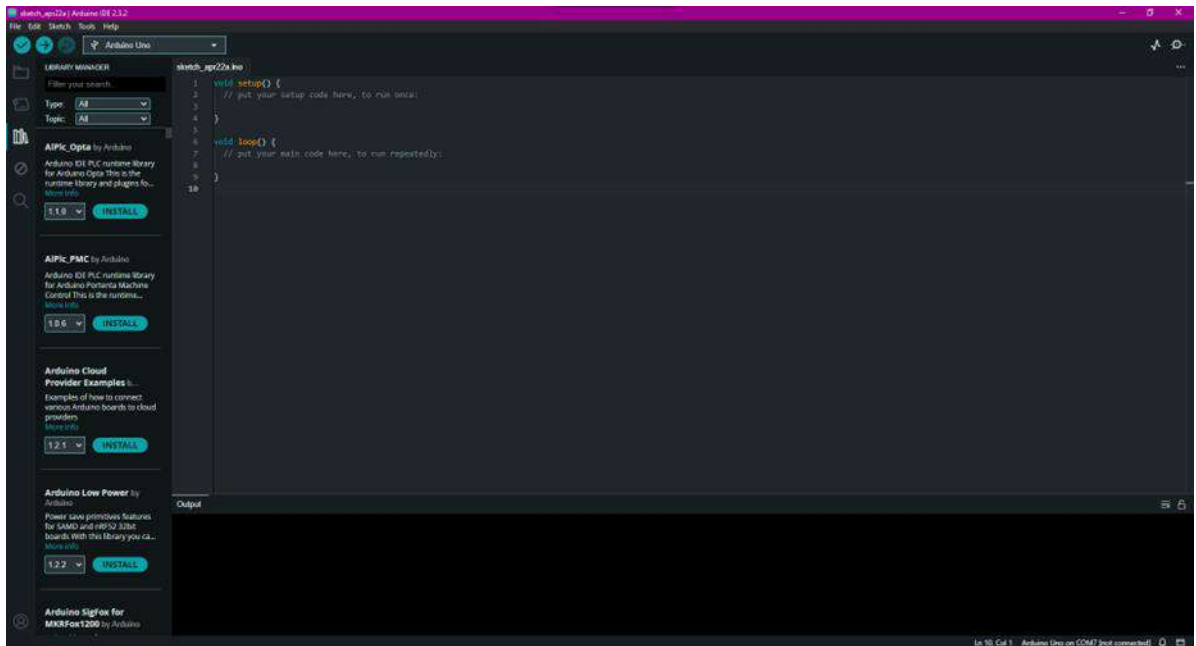 sketch_apr22a | Arduino IDE 2.3.2
File Edit Sketch Tools Help
Arduino Uno
LIBRARY MANAGER
Filter your search...
Type: All
Topic: All
AlPlc_Opta by Arduino
Arduino IDE PLC runtime library
for Arduino Opta This is the
runtime library and plugins fo...
More info
1.1.0 INSTALL
AlPlc_PMC by Arduino
Arduino IDE PLC runtime library
for Arduino Portenta Machine
Control This is the runtime...
More info
1.0.6 INSTALL
Arduino Cloud
Provider Examples b...
Examples of how to connect
various Arduino boards to cloud
providers
More info
1.2.1 INSTALL
Arduino Low Power by
Arduino
Power save primitives features
for SAMD and nRF52 32bit
boards With this library you ca...
More info
1.2.2 INSTALL
Arduino SigFox for
MKRFox1200 by Arduino
sketch_apr22a.ino
1 void setup() {
2 // put your setup code here, to run once:
3
4 }
5
6 void loop() {
7 // put your main code here, to run repeatedly:
8
9 }
10
Output
Ln 10, Col 1 Arduino Uno on COM7 [not connected]